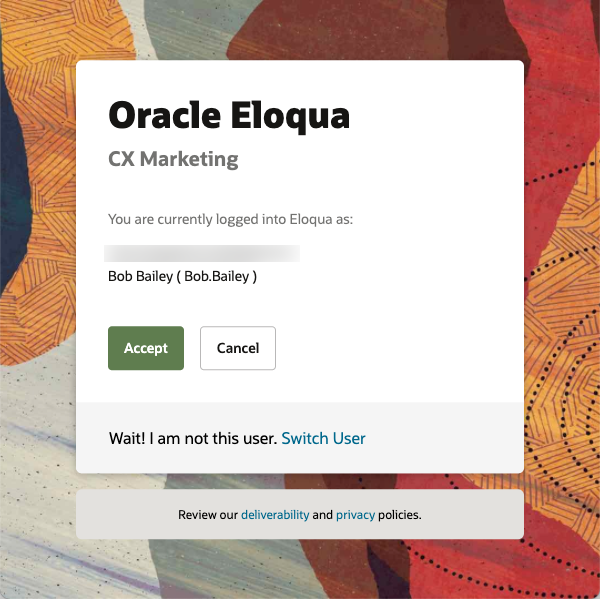 Oracle Eloqua
CX Marketing
You are currently logged into Eloqua as:
Bob Bailey ( Bob.Bailey )
Accept
Cancel
Wait! I am not this user. Switch User
Review our deliverability and privacy policies.